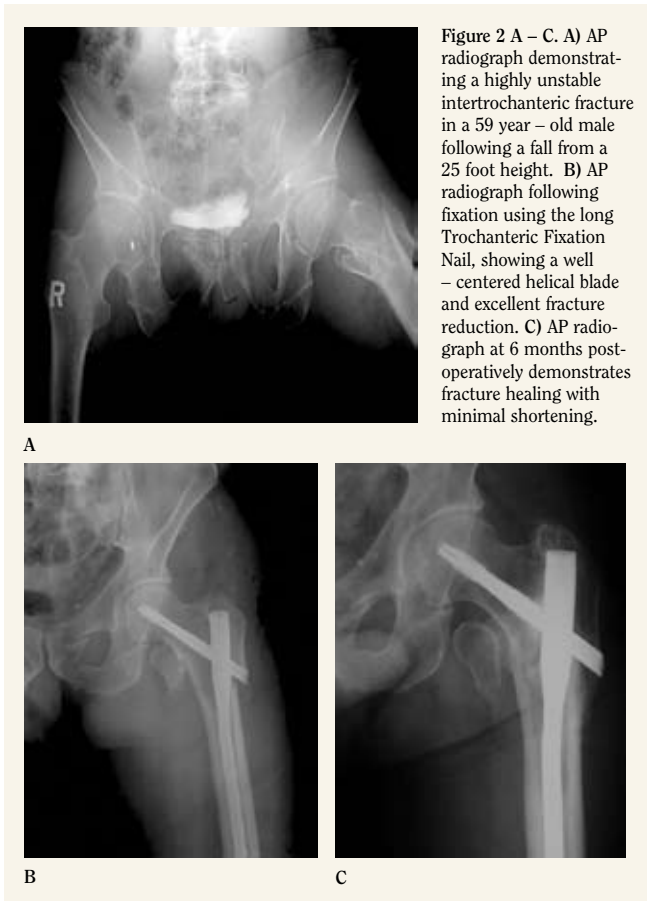 Figure 2 A – C. A) AP
radiograph demonstrat-
ing a highly unstable
intertrochanteric fracture
in a 59 year – old male
following a fall from a
25 foot height.  B) AP
radiograph following
fixation using the long
Trochanteric Fixation
Nail, showing a well
– centered helical blade
and excellent fracture
reduction. C) AP radio-
graph at 6 months post-
operatively demonstrates
fracture healing with
minimal shortening.
R
A
B
C